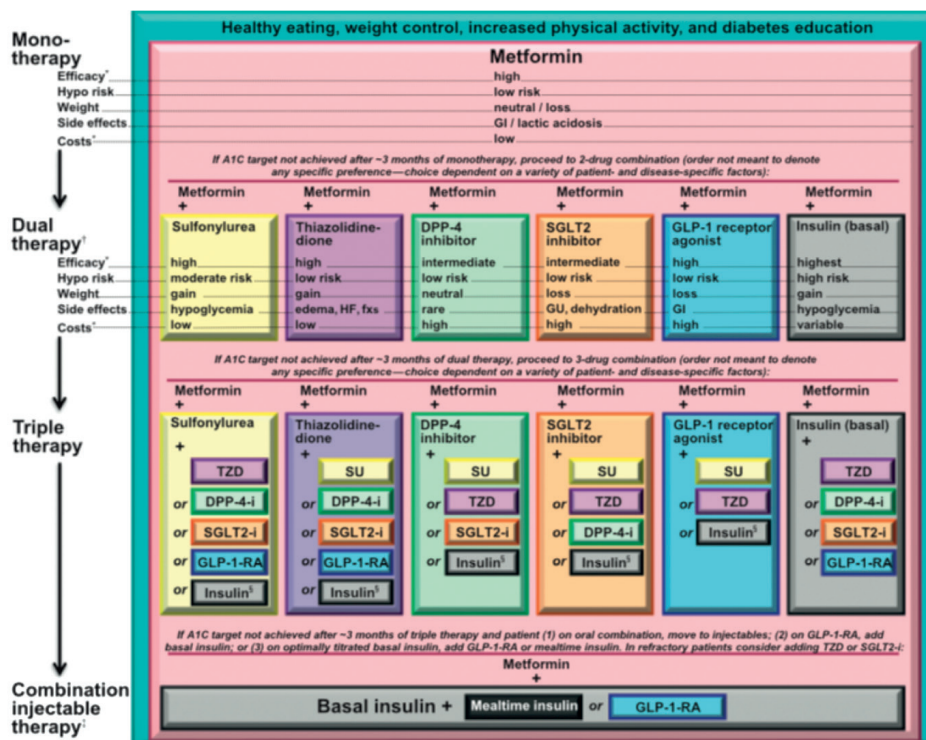 Healthy eating, weight control, increased physical activity, and diabetes education
Mono-
therapy
Metformin
Efficacy* high
Hypo risk low risk
Weight neutral / loss
Side effects GI / lactic acidosis
Costs* low
If A1C target not achieved after ~3 months of monotherapy, proceed to 2-drug combination (order not meant to denote
any specific preference—choice dependent on a variety of patient- and disease-specific factors):
Metformin Metformin Metformin Metformin Metformin Metformin
+ + + + + +
Dual
therapy†
Sulfonylurea
Thiazolidine-
dione
DPP-4
inhibitor
SGLT2
inhibitor
GLP-1 receptor
agonist
Insulin (basal)
Efficacy* high high intermediate intermediate high highest
Hypo risk moderate risk low risk low risk low risk low risk high risk
Weight gain gain neutral loss loss gain
Side effects hypoglycemia edema, HF, fxs rare GU, dehydration GI hypoglycemia
Costs* low low high high high variable
If A1C target not achieved after ~3 months of dual therapy, proceed to 3-drug combination (order not meant to denote
any specific preference—choice dependent on a variety of patient- and disease-specific factors):
Metformin Metformin Metformin Metformin Metformin Metformin
+ + + + + +
Triple
therapy
Sulfonylurea
+
TZD
or DPP-4-i
or SGLT2-i
or GLP-1-RA
or Insulin§
Thiazolidine-
dione
+
SU
or DPP-4-i
or SGLT2-i
or GLP-1-RA
or Insulin§
DPP-4
inhibitor
+
SU
or TZD
or SGLT2-i
or Insulin§
SGLT2
inhibitor
+
SU
or TZD
or DPP-4-i
or Insulin§
GLP-1 receptor
agonist
+
SU
or TZD
or Insulin§
Insulin (basal)
+
TZD
or DPP-4-i
or SGLT2-i
or GLP-1-RA
If A1C target not achieved after ~3 months of triple therapy and patient (1) on oral combination, move to injectables; (2) on GLP-1-RA, add
basal insulin; or (3) on optimally titrated basal insulin, add GLP-1-RA or mealtime insulin. In refractory patients consider adding TZD or SGLT2-i:
Metformin
+
Combination
injectable
therapy‡
Basal insulin + Mealtime insulin or GLP-1-RA